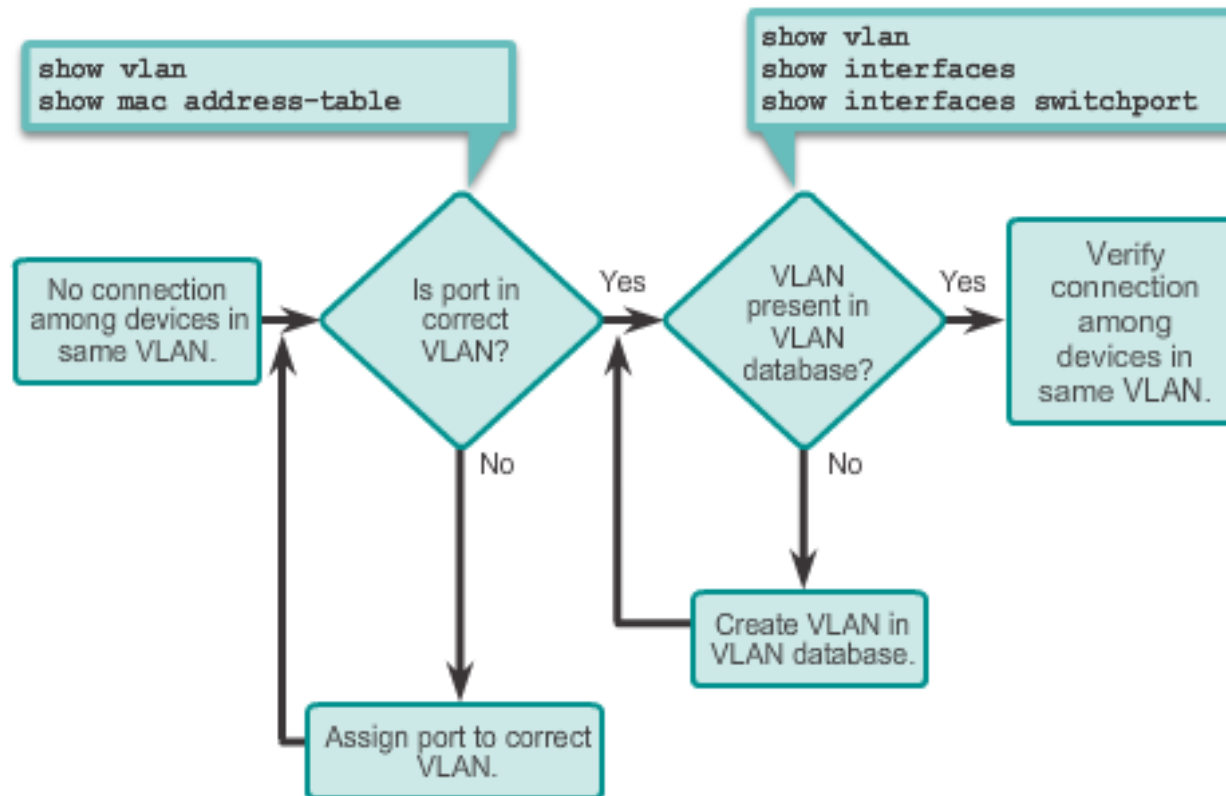 show vlan
show mac address-table
show vlan
show interfaces
show interfaces switchport
No connection
among devices in
same VLAN.
Is port in
correct
VLAN?
Yes
VLAN
present in
VLAN
database?
Yes
Verify
connection
among
devices in
same VLAN.
No
No
Create VLAN in
VLAN database.
Assign port to correct
VLAN.